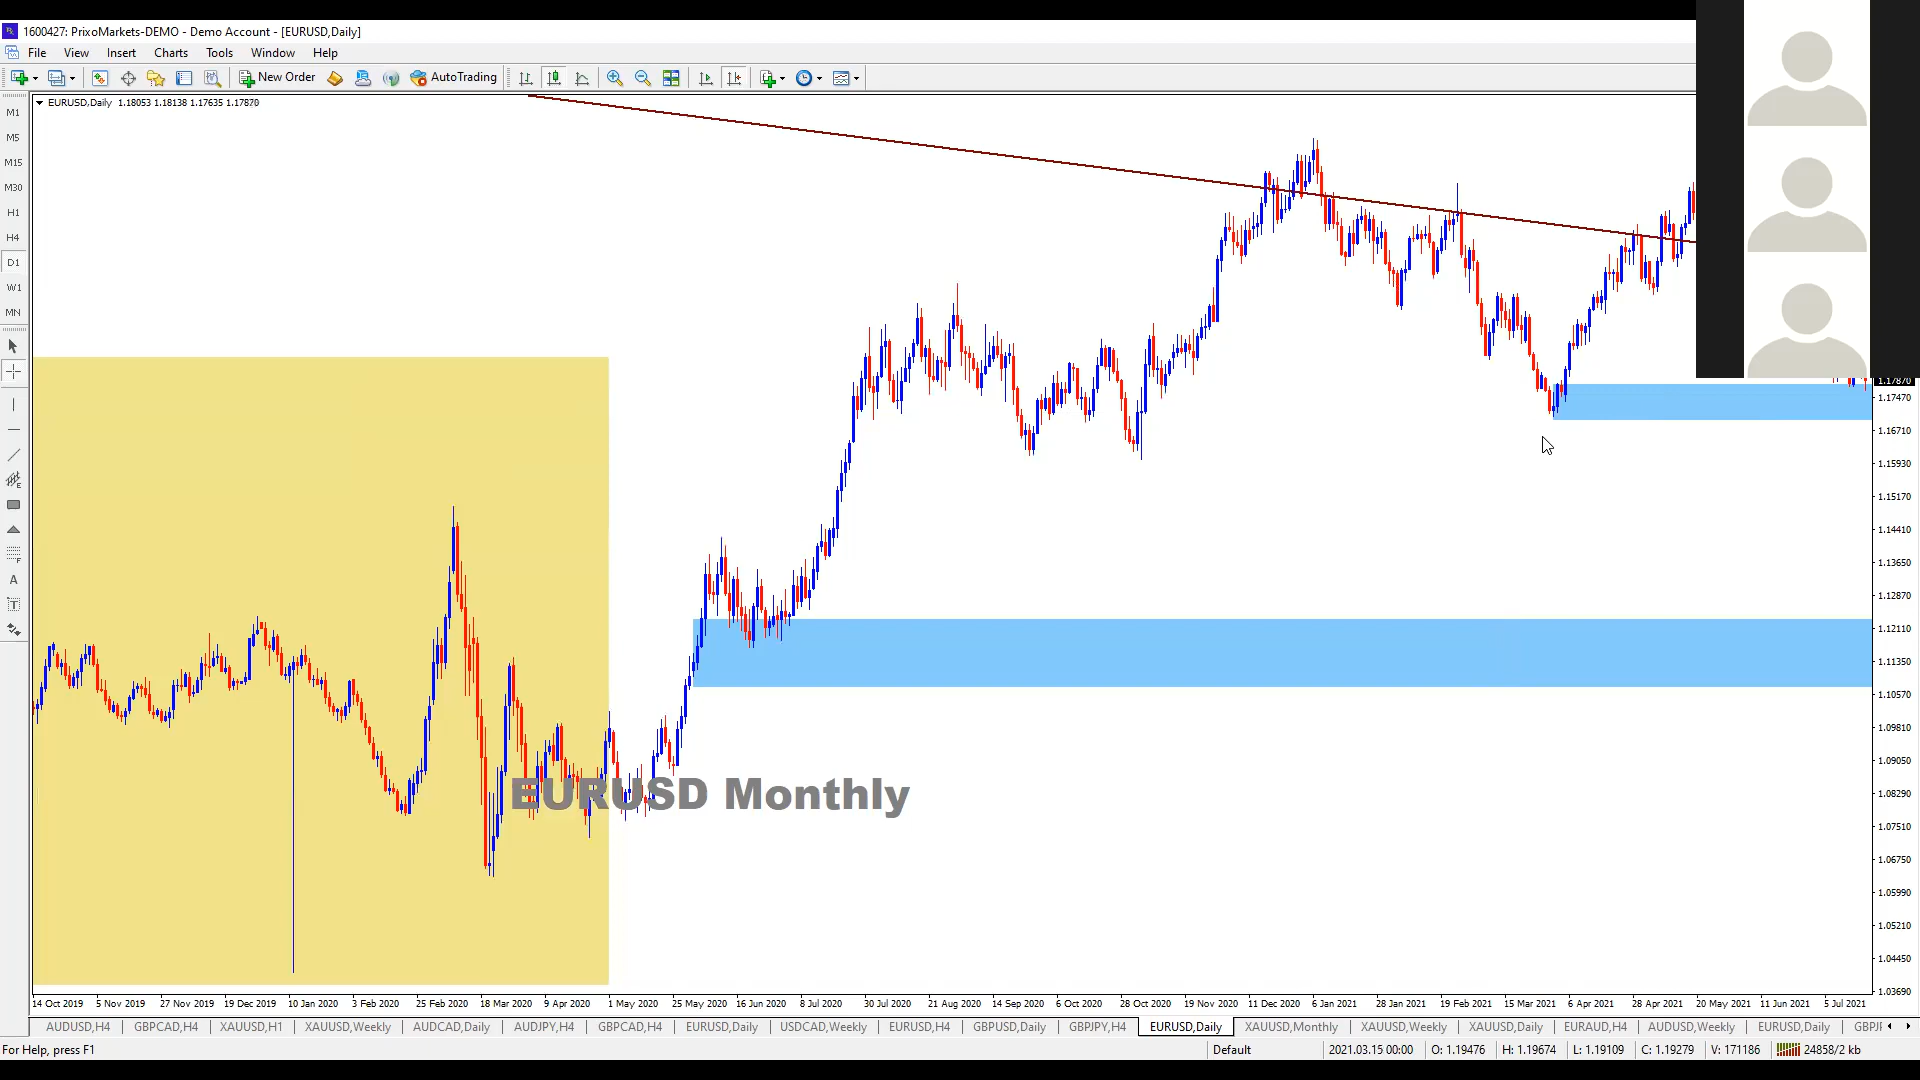 1600427: PrixoMarkets-DEMO - Demo Account - [EURUSD,Daily]
File View Insert Charts Tools Window Help
New Order AutoTrading
EURUSD,Daily 1.18053 1.18138 1.17635 1.17870
M1
M5
M15
M30
H1
H4
D1
W1
MN
A
T
1.17870
1.17470
1.16710
1.15930
1.15170
1.14410
1.13650
1.12870
1.12110
1.11350
1.10570
1.09810
1.09050
1.08290
1.07510
1.06750
1.05990
1.05210
1.04450
1.03690
EURUSD Monthly
14 Oct 2019 5 Nov 2019 27 Nov 2019 19 Dec 2019 10 Jan 2020 3 Feb 2020 25 Feb 2020 18 Mar 2020 9 Apr 2020 1 May 2020 25 May 2020 16 Jun 2020 8 Jul 2020 30 Jul 2020 21 Aug 2020 14 Sep 2020 6 Oct 2020 28 Oct 2020 19 Nov 2020 11 Dec 2020 6 Jan 2021 28 Jan 2021 19 Feb 2021 15 Mar 2021 6 Apr 2021 28 Apr 2021 20 May 2021 11 Jun 2021 5 Jul 2021
AUDUSD,H4 GBPCAD,H4 XAUUSD,H1 XAUUSD,Weekly AUDCAD,Daily AUDJPY,H4 GBPCAD,H4 EURUSD,Daily USDCAD,Weekly EURUSD,H4 GBPUSD,Daily GBPJPY,H4 EURUSD,Daily XAUUSD,Monthly XAUUSD,Weekly XAUUSD,Daily EURAUD,H4 AUDUSD,Weekly EURUSD,Daily GBPJ
For Help, press F1 Default 2021.03.15 00:00 O: 1.19476 H: 1.19674 L: 1.19109 C: 1.19279 V: 171186 24858/2 kb